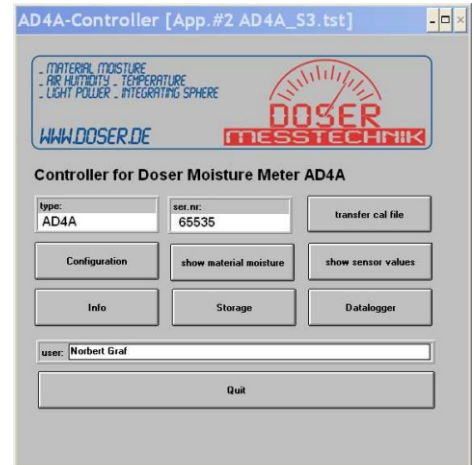 AD4A-Controller [App.#2 AD4A_S3.tst]
_ MATERIAL MOISTURE
_ AIR HUMIDITY _ TEMPERATURE
_ LIGHT POWER _ INTEGRATING SPHERE
WWW.DOSER.DE
DOSER
MESSTECHNIK
Controller for Doser Moisture Meter AD4A
type:
AD4A
ser.nr:
65535
transfer cal file
Configuration
show material moisture
show sensor values
Info
Storage
Datalogger
user: Norbert Graf
Quit